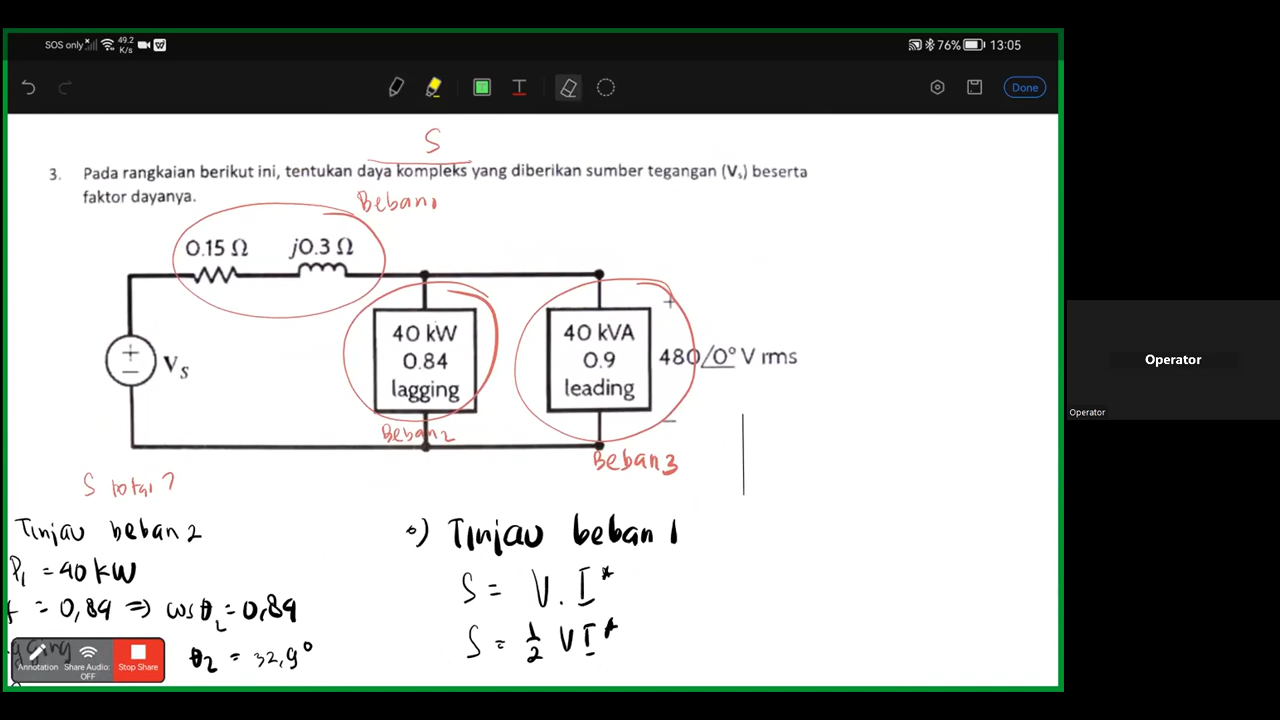 SOS only 49.2 K/s 76% 13:05
Done
S
3. Pada rangkaian berikut ini, tentukan daya kompleks yang diberikan sumber tegangan (Vs) beserta
faktor dayanya.
Beban1
0.15 Ω j0.3 Ω
+
40 kW
0.84
lagging
40 kVA
0.9
leading
480/0° V rms
+
−
Vs
−
Beban2
Beban3
S total?
Tinjau beban 2
P1 = 40 kW
= 0,84 => cos θ2 = 0,84
θ2 = 32,9°
•) Tinjau beban 1
S = V. I*
S = 1/2 V I*
Annotation
Share Audio: OFF
Stop Share
Operator
Operator